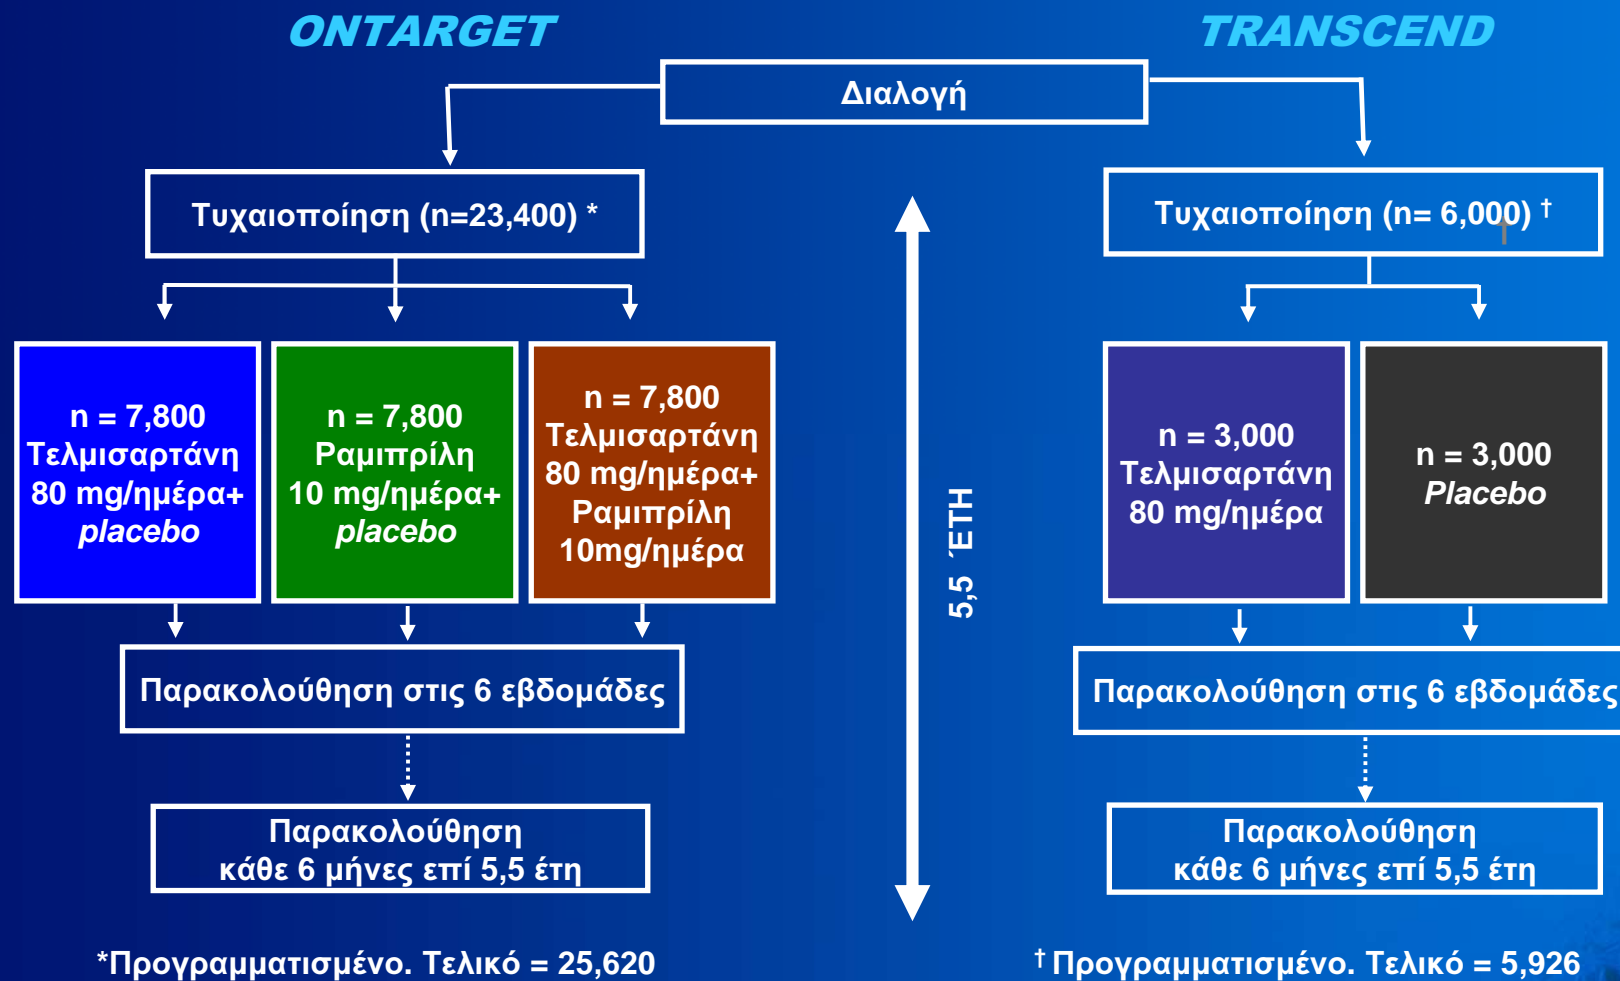 ONTARGET
TRANSCEND
Διαλογή
Τυχαιοποίηση (n=23,400) *
Τυχαιοποίηση (n= 6,000) †
†
n = 7,800
Τελμισαρτάνη
80 mg/ημέρα+
placebo
n = 7,800
Ραμιπρίλη
10 mg/ημέρα+
placebo
n = 7,800
Τελμισαρτάνη
80 mg/ημέρα+
Ραμιπρίλη
10mg/ημέρα
5,5 ΈΤΗ
n = 3,000
Τελμισαρτάνη
80 mg/ημέρα
n = 3,000
Placebo
Παρακολούθηση στις 6 εβδομάδες
Παρακολούθηση στις 6 εβδομάδες
Παρακολούθηση
κάθε 6 μήνες επί 5,5 έτη
Παρακολούθηση
κάθε 6 μήνες επί 5,5 έτη
*Προγραμματισμένο. Τελικό = 25,620
† Προγραμματισμένο. Τελικό = 5,926